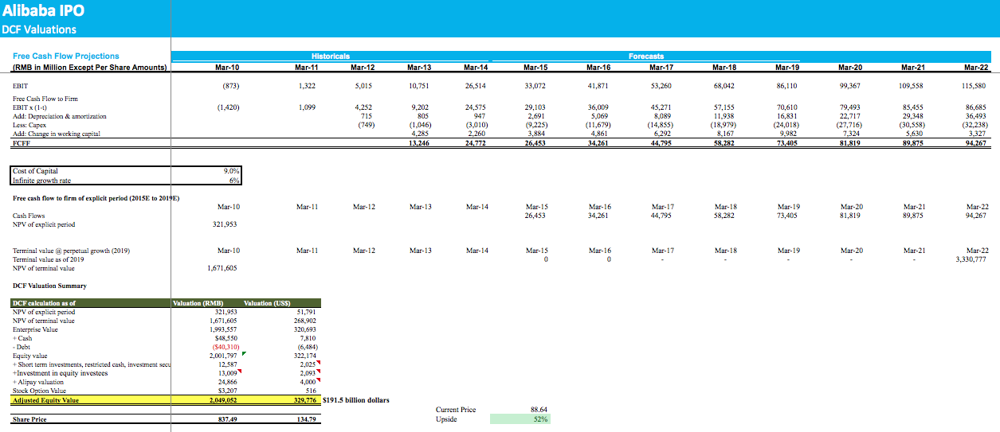 Alibaba IPO
DCF Valuations
Free Cash Flow Projections Historicals Forecasts
(RMB in Million Except Per Share Amounts) Mar-10 Mar-11 Mar-12 Mar-13 Mar-14 Mar-15 Mar-16 Mar-17 Mar-18 Mar-19 Mar-20 Mar-21 Mar-22
EBIT (873) 1,322 5,015 10,751 26,514 33,072 41,871 53,260 68,042 86,110 99,367 109,558 115,580
Free Cash Flow to Firm
EBIT x (1-t) (1,420) 1,099 4,252 9,202 24,575 29,103 36,009 45,271 57,155 70,610 79,493 85,455 86,685
Add: Depreciation & amortization 715 805 947 2,691 5,069 8,089 11,938 16,831 22,717 29,348 36,493
Less: Capex (749) (1,046) (3,010) (9,225) (11,679) (14,855) (18,979) (24,018) (27,716) (30,558) (32,238)
Add: Change in working capital 4,285 2,260 3,884 4,861 6,292 8,167 9,982 7,324 5,630 3,327
FCFF 13,246 24,772 26,453 34,261 44,795 58,282 73,405 81,819 89,875 94,267
Cost of Capital 9.0%
Infinite growth rate 6%
Free cash flow to firm of explicit period (2015E to 2019E)
Mar-10 Mar-11 Mar-12 Mar-13 Mar-14 Mar-15 Mar-16 Mar-17 Mar-18 Mar-19 Mar-20 Mar-21 Mar-22
Cash Flows 26,453 34,261 44,795 58,282 73,405 81,819 89,875 94,267
NPV of explicit period 321,953
Terminal value @ perpetual growth (2019) Mar-10 Mar-11 Mar-12 Mar-13 Mar-14 Mar-15 Mar-16 Mar-17 Mar-18 Mar-19 Mar-20 Mar-21 Mar-22
Terminal value as of 2019 0 0 - - - - - 3,330,777
NPV of terminal value 1,671,605
DCF Valuation Summary
DCF calculation as of Valuation (RMB) Valuation (US$)
NPV of explicit period 321,953 51,791
NPV of terminal value 1,671,605 268,902
Enterprise Value 1,993,557 320,693
+ Cash $48,550 7,810
- Debt ($40,310) (6,484)
Equity value 2,001,797 322,174
+ Short term investments, restricted cash, investment secu 12,587 2,025
+Investment in equity investees 13,009 2,093
+ Alipay valuation 24,866 4,000
Stock Option Value $3,207 516
Adjusted Equity Value 2,049,052 329,776 $191.5 billion dollars
Current Price 88.64
Share Price 837.49 134.79 Upside 52%